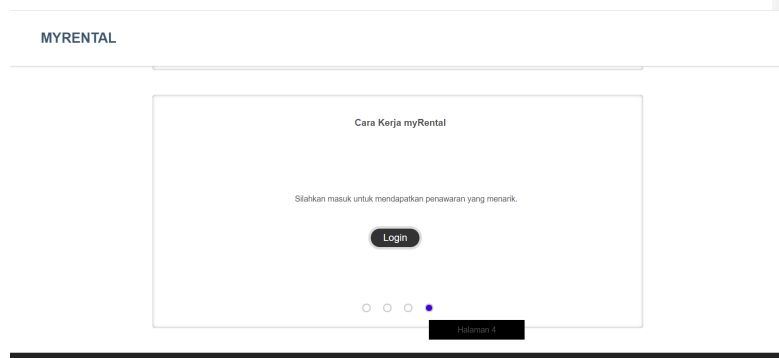 MYRENTAL
Cara Kerja myRental
Silahkan masuk untuk mendapatkan penawaran yang menarik.
Login
Halaman 4